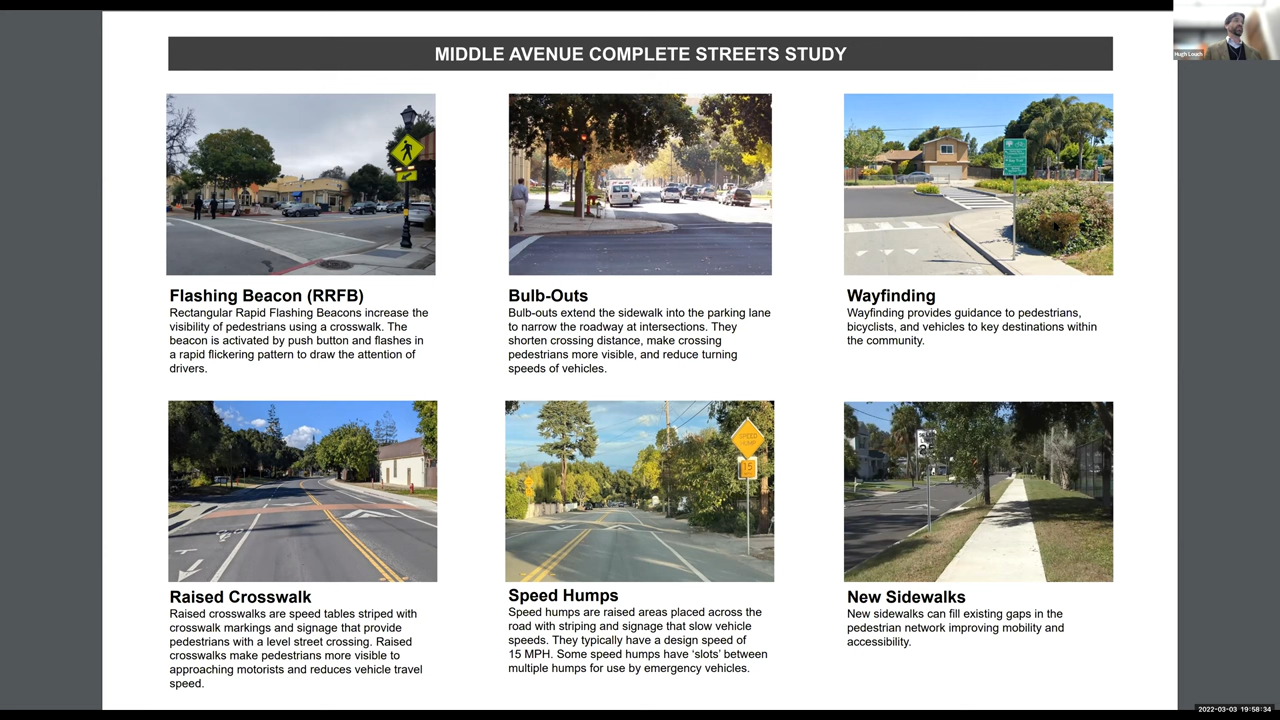 Hugh Louch
MIDDLE AVENUE COMPLETE STREETS STUDY
Flashing Beacon (RRFB)
Rectangular Rapid Flashing Beacons increase the
visibility of pedestrians using a crosswalk. The
beacon is activated by push button and flashes in
a rapid flickering pattern to draw the attention of
drivers.
Bulb-Outs
Bulb-outs extend the sidewalk into the parking lane
to narrow the roadway at intersections. They
shorten crossing distance, make crossing
pedestrians more visible, and reduce turning
speeds of vehicles.
Wayfinding
Wayfinding provides guidance to pedestrians,
bicyclists, and vehicles to key destinations within
the community.
SPEED
HUMP
15
25
Raised Crosswalk
Raised crosswalks are speed tables striped with
crosswalk markings and signage that provide
pedestrians with a level street crossing. Raised
crosswalks make pedestrians more visible to
approaching motorists and reduces vehicle travel
speed.
Speed Humps
Speed humps are raised areas placed across the
road with striping and signage that slow vehicle
speeds. They typically have a design speed of
15 MPH. Some speed humps have ‘slots’ between
multiple humps for use by emergency vehicles.
New Sidewalks
New sidewalks can fill existing gaps in the
pedestrian network improving mobility and
accessibility.
2022-03-03 19:58:34